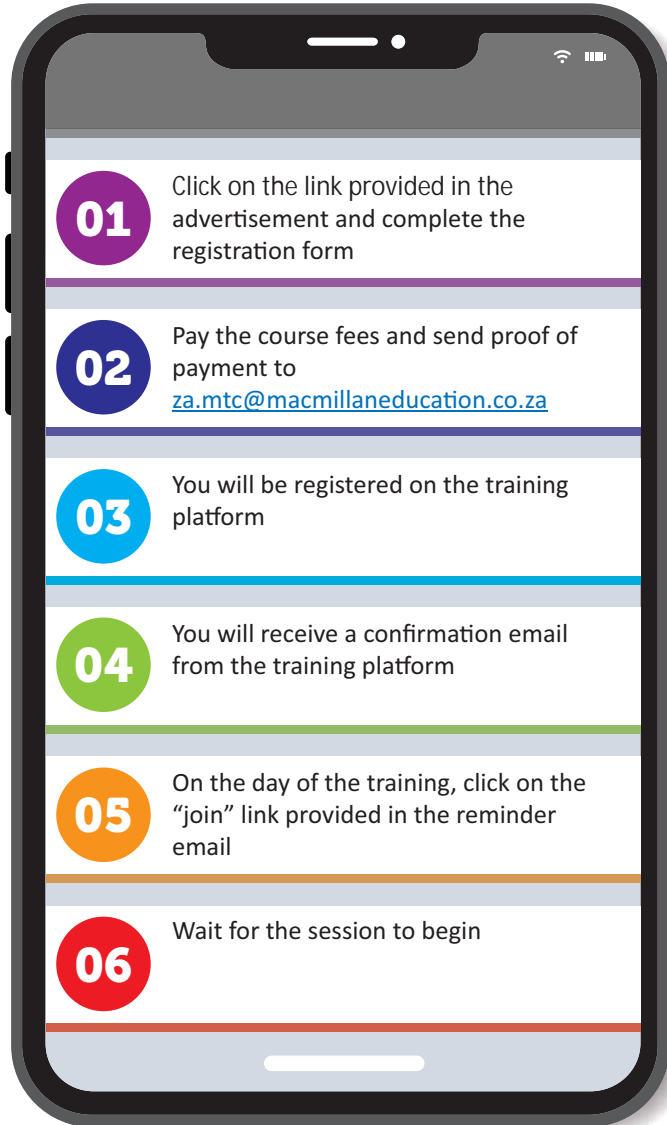 01
Click on the link provided in the
advertisement and complete the
registration form
02
Pay the course fees and send proof of
payment to
za.mtc@macmillaneducation.co.za
03
You will be registered on the training
platform
04
You will receive a confirmation email
from the training platform
05
On the day of the training, click on the
“join” link provided in the reminder
email
06
Wait for the session to begin